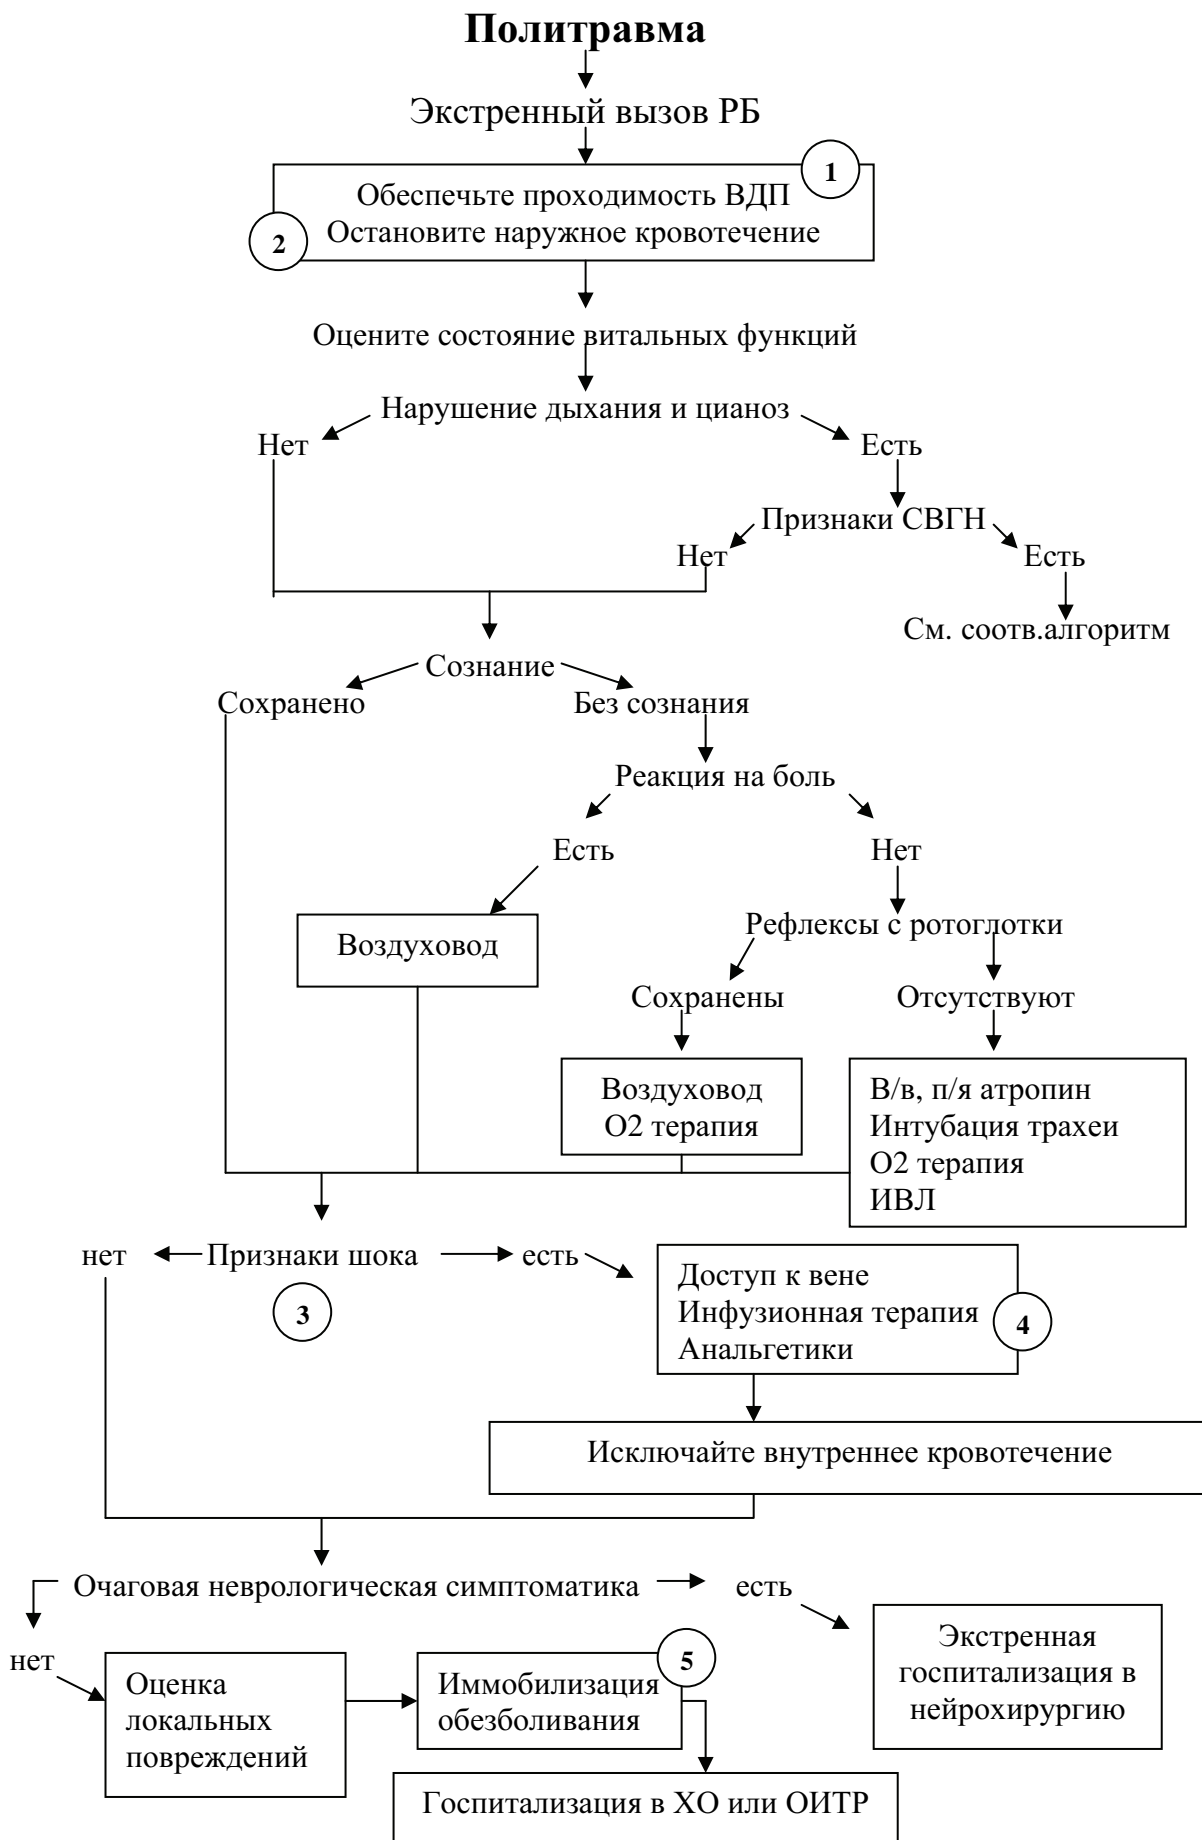 Политравма
Экстренный вызов РБ
1
Обеспечьте проходимость ВДП
2
Остановите наружное кровотечение
Оцените состояние витальных функций
Нарушение дыхания и цианоз
Нет
Есть
Признаки СВГН
Нет
Есть
См. соотв.алгоритм
Сознание
Сохранено
Без сознания
Реакция на боль
Есть
Нет
Воздуховод
Рефлексы с ротоглотки
Сохранены
Отсутствуют
Воздуховод
О2 терапия
В/в, п/я атропин
Интубация трахеи
О2 терапия
ИВЛ
нет
Признаки шока
есть
3
Доступ к вене
Инфузионная терапия
Анальгетики
4
Исключайте внутреннее кровотечение
Очаговая неврологическая симптоматика
есть
нет
Оценка
локальных
повреждений
5
Иммобилизация
обезболивания
Экстренная
госпитализация в
нейрохирургию
Госпитализация в ХО или ОИТР